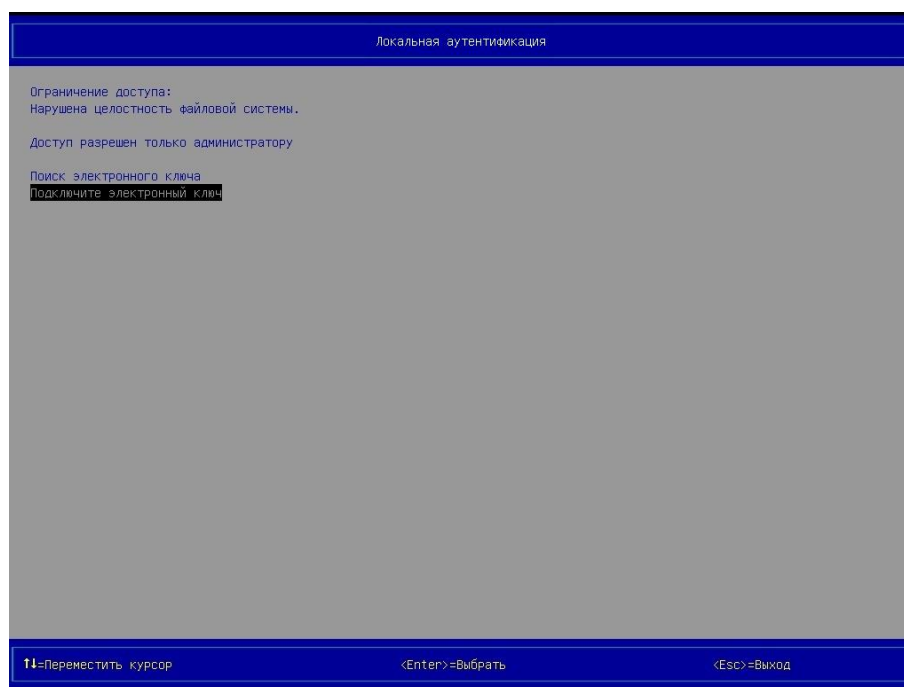 Локальная аутентификация
Ограничение доступа:
Нарушена целостность файловой системы.
Доступ разрешен только администратору
Поиск электронного ключа
Подключите электронный ключ
↑↓=Переместить курсор <Enter>=Выбрать <Esc>=Выход